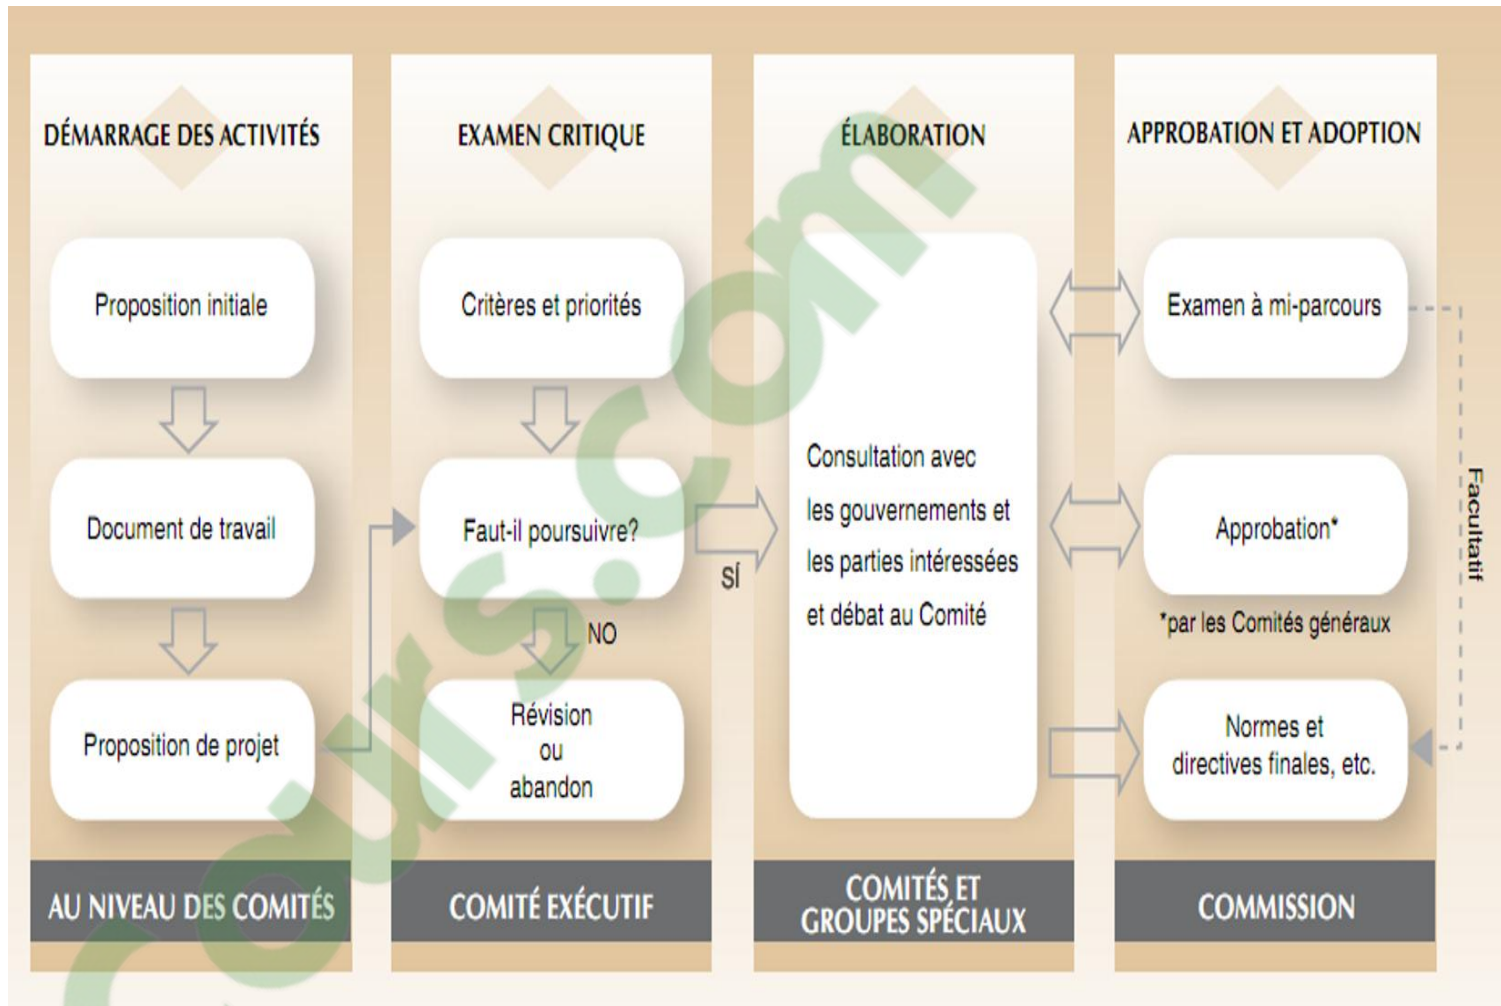 DÉMARRAGE DES ACTIVITÉS
Proposition initiale
Document de travail
Proposition de projet
AU NIVEAU DES COMITÉS
EXAMEN CRITIQUE
Critères et priorités
Faut-il poursuivre?
SÍ
NO
Révision
ou
abandon
COMITÉ EXÉCUTIF
ÉLABORATION
Consultation avec
les gouvernements et
les parties intéressées
et débat au Comité
COMITÉS ET
GROUPES SPÉCIAUX
APPROBATION ET ADOPTION
Examen à mi-parcours
Approbation*
*par les Comités généraux
Normes et
directives finales, etc.
Facultatif
COMMISSION
ours.com